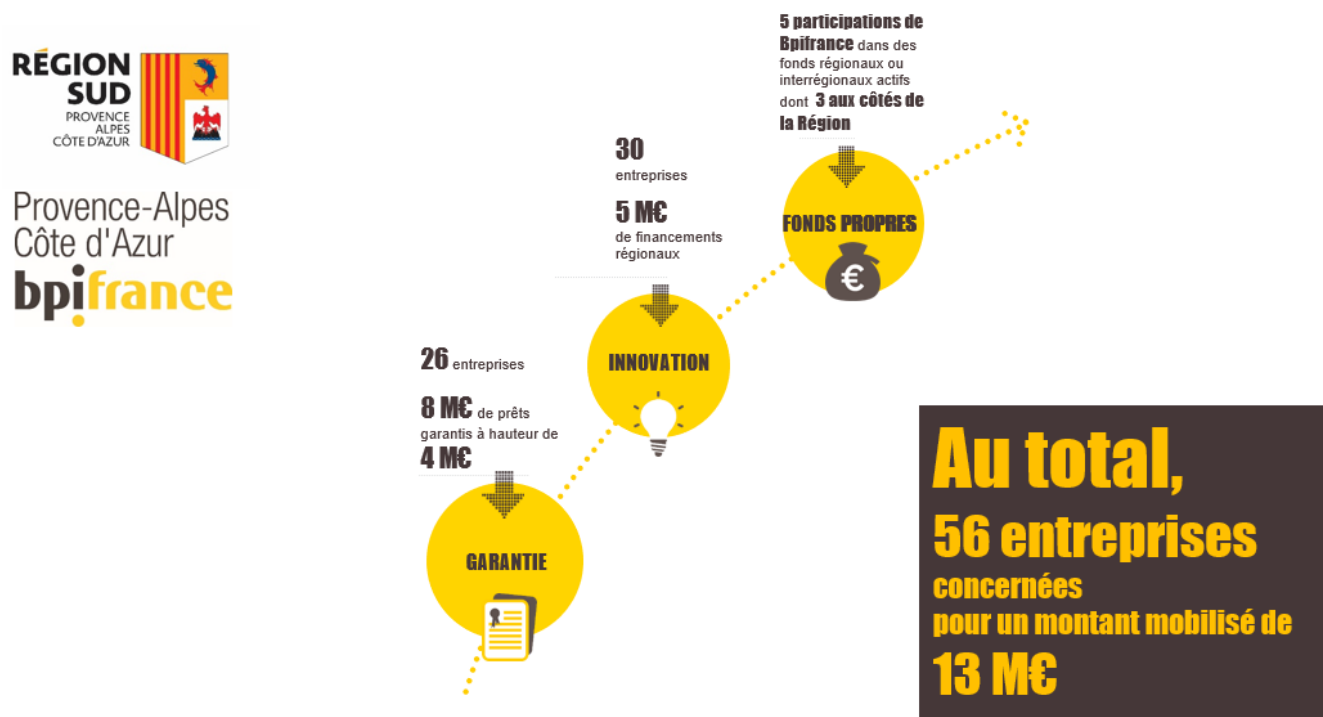 RÉGION
SUD
PROVENCE
ALPES
CÔTE D'AZUR
Provence-Alpes
Côte d'Azur
bpifrance
26 entreprises
8 M€ de prêts
garantis à hauteur de
4 M€
GARANTIE
30
entreprises
5 M€
de financements
régionaux
INNOVATION
5 participations de
Bpifrance dans des
fonds régionaux ou
interrégionaux actifs
dont 3 aux côtés de
la Région
FONDS PROPRES
€
Au total,
56 entreprises
concernées
pour un montant mobilisé de
13 M€